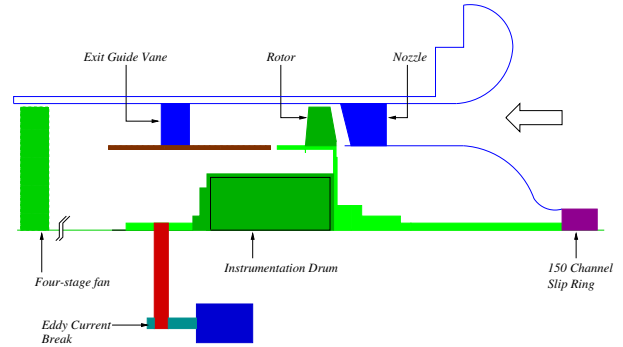 Exit Guide Vane
Rotor
Nozzle
Four-stage fan
Instrumentation Drum
150 Channel
Slip Ring
Eddy Current
Break